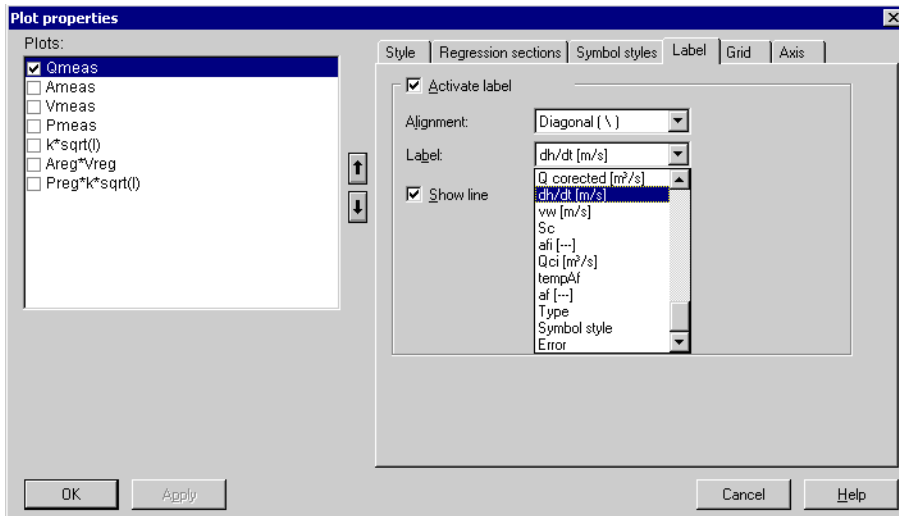 Plot properties
Plots:
Qmeas
Ameas
Vmeas
Pmeas
k*sqrt(I)
Areg*Vreg
Preg*k*sqrt(I)
Style
Regression sections
Symbol styles
Label
Grid
Axis
Activate label
Alignment:
Diagonal ( \ )
Label:
dh/dt [m/s]
Show line
Q corected [m³/s]
dh/dt [m/s]
vw [m/s]
Sc
afi [---]
Qci [m³/s]
tempAf
af [---]
Type
Symbol style
Error
OK
Apply
Cancel
Help